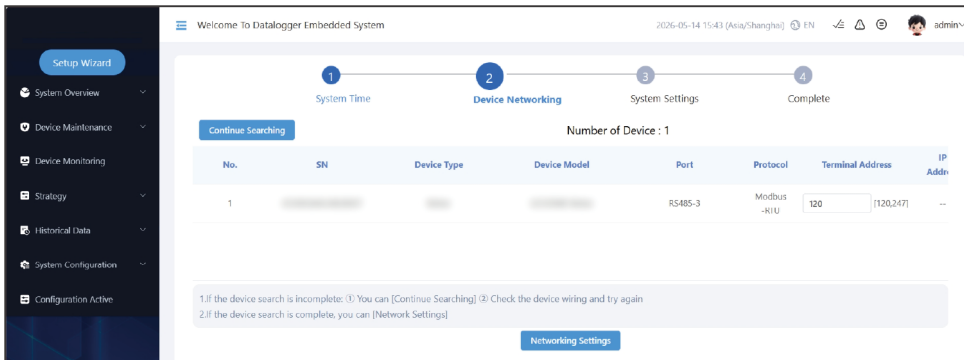 Welcome To Datalogger Embedded System 2026-05-14 15:43 (Asia/Shanghai) EN admin
Setup Wizard
System Overview
Device Maintenance
Device Monitoring
Strategy
Historical Data
System Configuration
Configuration Active
1 2 3 4
System Time Device Networking System Settings Complete
Continue Searching Number of Device : 1
No. SN Device Type Device Model Port Protocol Terminal Address IP
Addre
1 RS485-3 Modbus 120 [120,247] --
-RTU
1.If the device search is incomplete: ① You can [Continue Searching] ② Check the device wiring and try again
2.If the device search is complete, you can [Network Settings]
Networking Settings